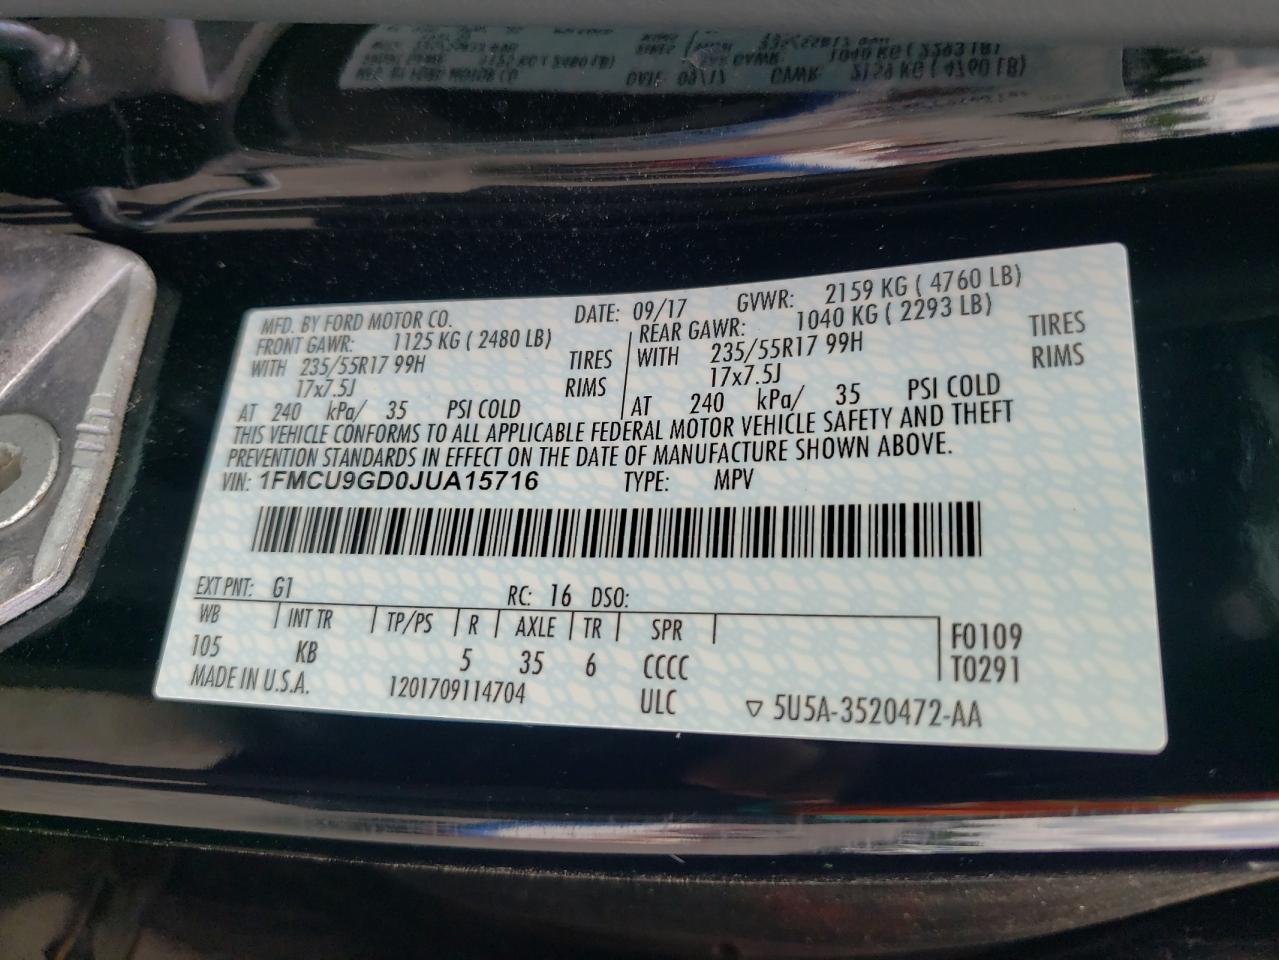 MFD. BY FORD MOTOR CO. DATE: 09/17 GVWR: 2159 KG ( 4760 LB)
FRONT GAWR: 1125 KG ( 2480 LB) REAR GAWR: 1040 KG ( 2293 LB)
WITH 235/55R17 99H TIRES WITH 235/55R17 99H TIRES
17x7.5J RIMS 17x7.5J RIMS
AT 240 kPa/ 35 PSI COLD AT 240 kPa/ 35 PSI COLD
THIS VEHICLE CONFORMS TO ALL APPLICABLE FEDERAL MOTOR VEHICLE SAFETY AND THEFT
PREVENTION STANDARDS IN EFFECT ON THE DATE OF MANUFACTURE SHOWN ABOVE.
VIN: 1FMCU9GD0JUA15716 TYPE: MPV
EXT PNT: G1 RC: 16 DSO:
WB INT TR TP/PS R AXLE TR SPR F0109
105 KB 5 35 6 CCCC T0291
MADE IN U.S.A. 1201709114704 ULC ▽ 5U5A-3520472-AA